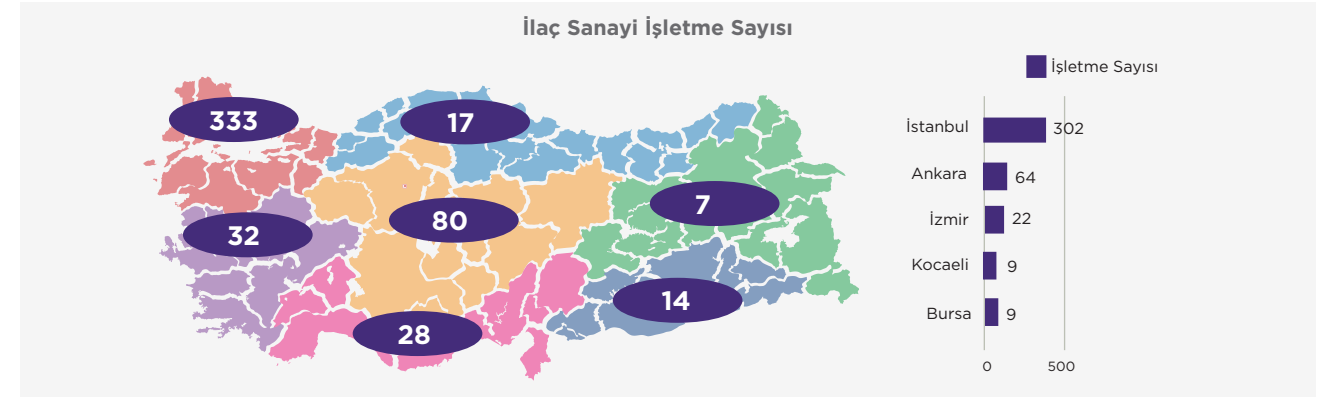 İlaç Sanayi İşletme Sayısı
333
17
7
80
32
14
28
İşletme Sayısı
İstanbul 302
Ankara 64
İzmir 22
Kocaeli 9
Bursa 9
0 500